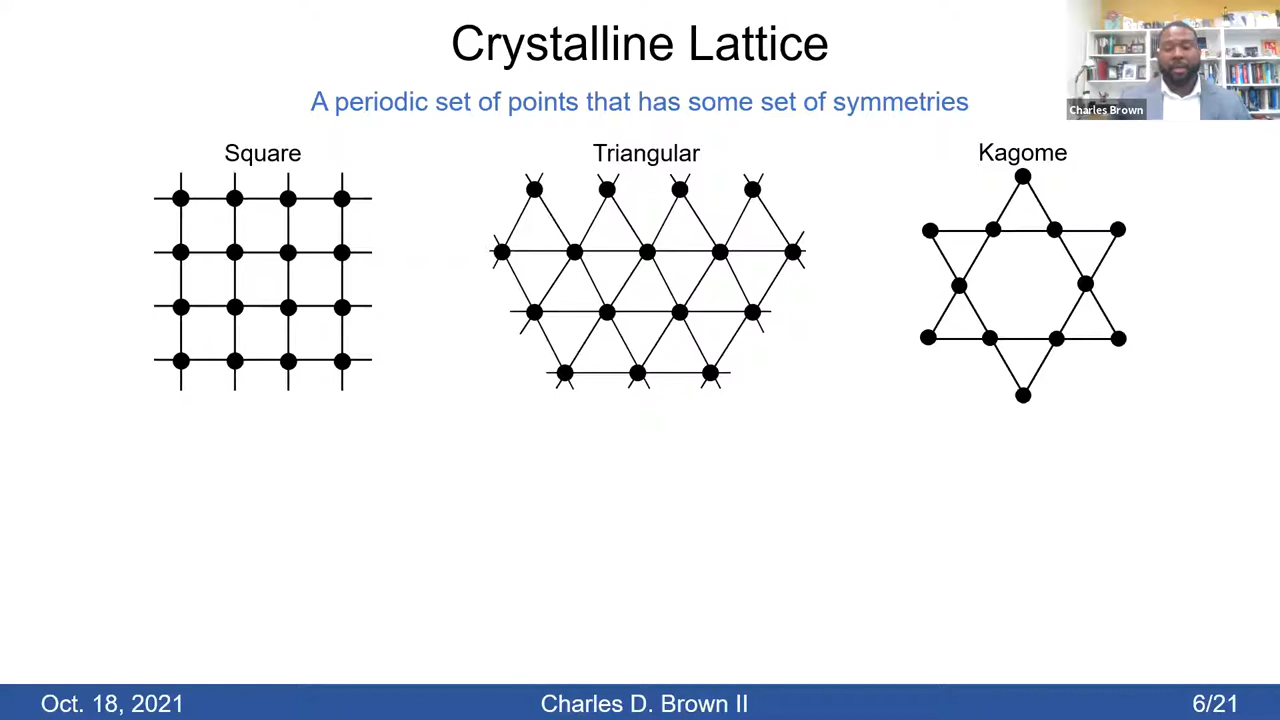 Crystalline Lattice
A periodic set of points that has some set of symmetries
Charles Brown
Square
Triangular
Kagome
Oct. 18, 2021
Charles D. Brown II
6/21